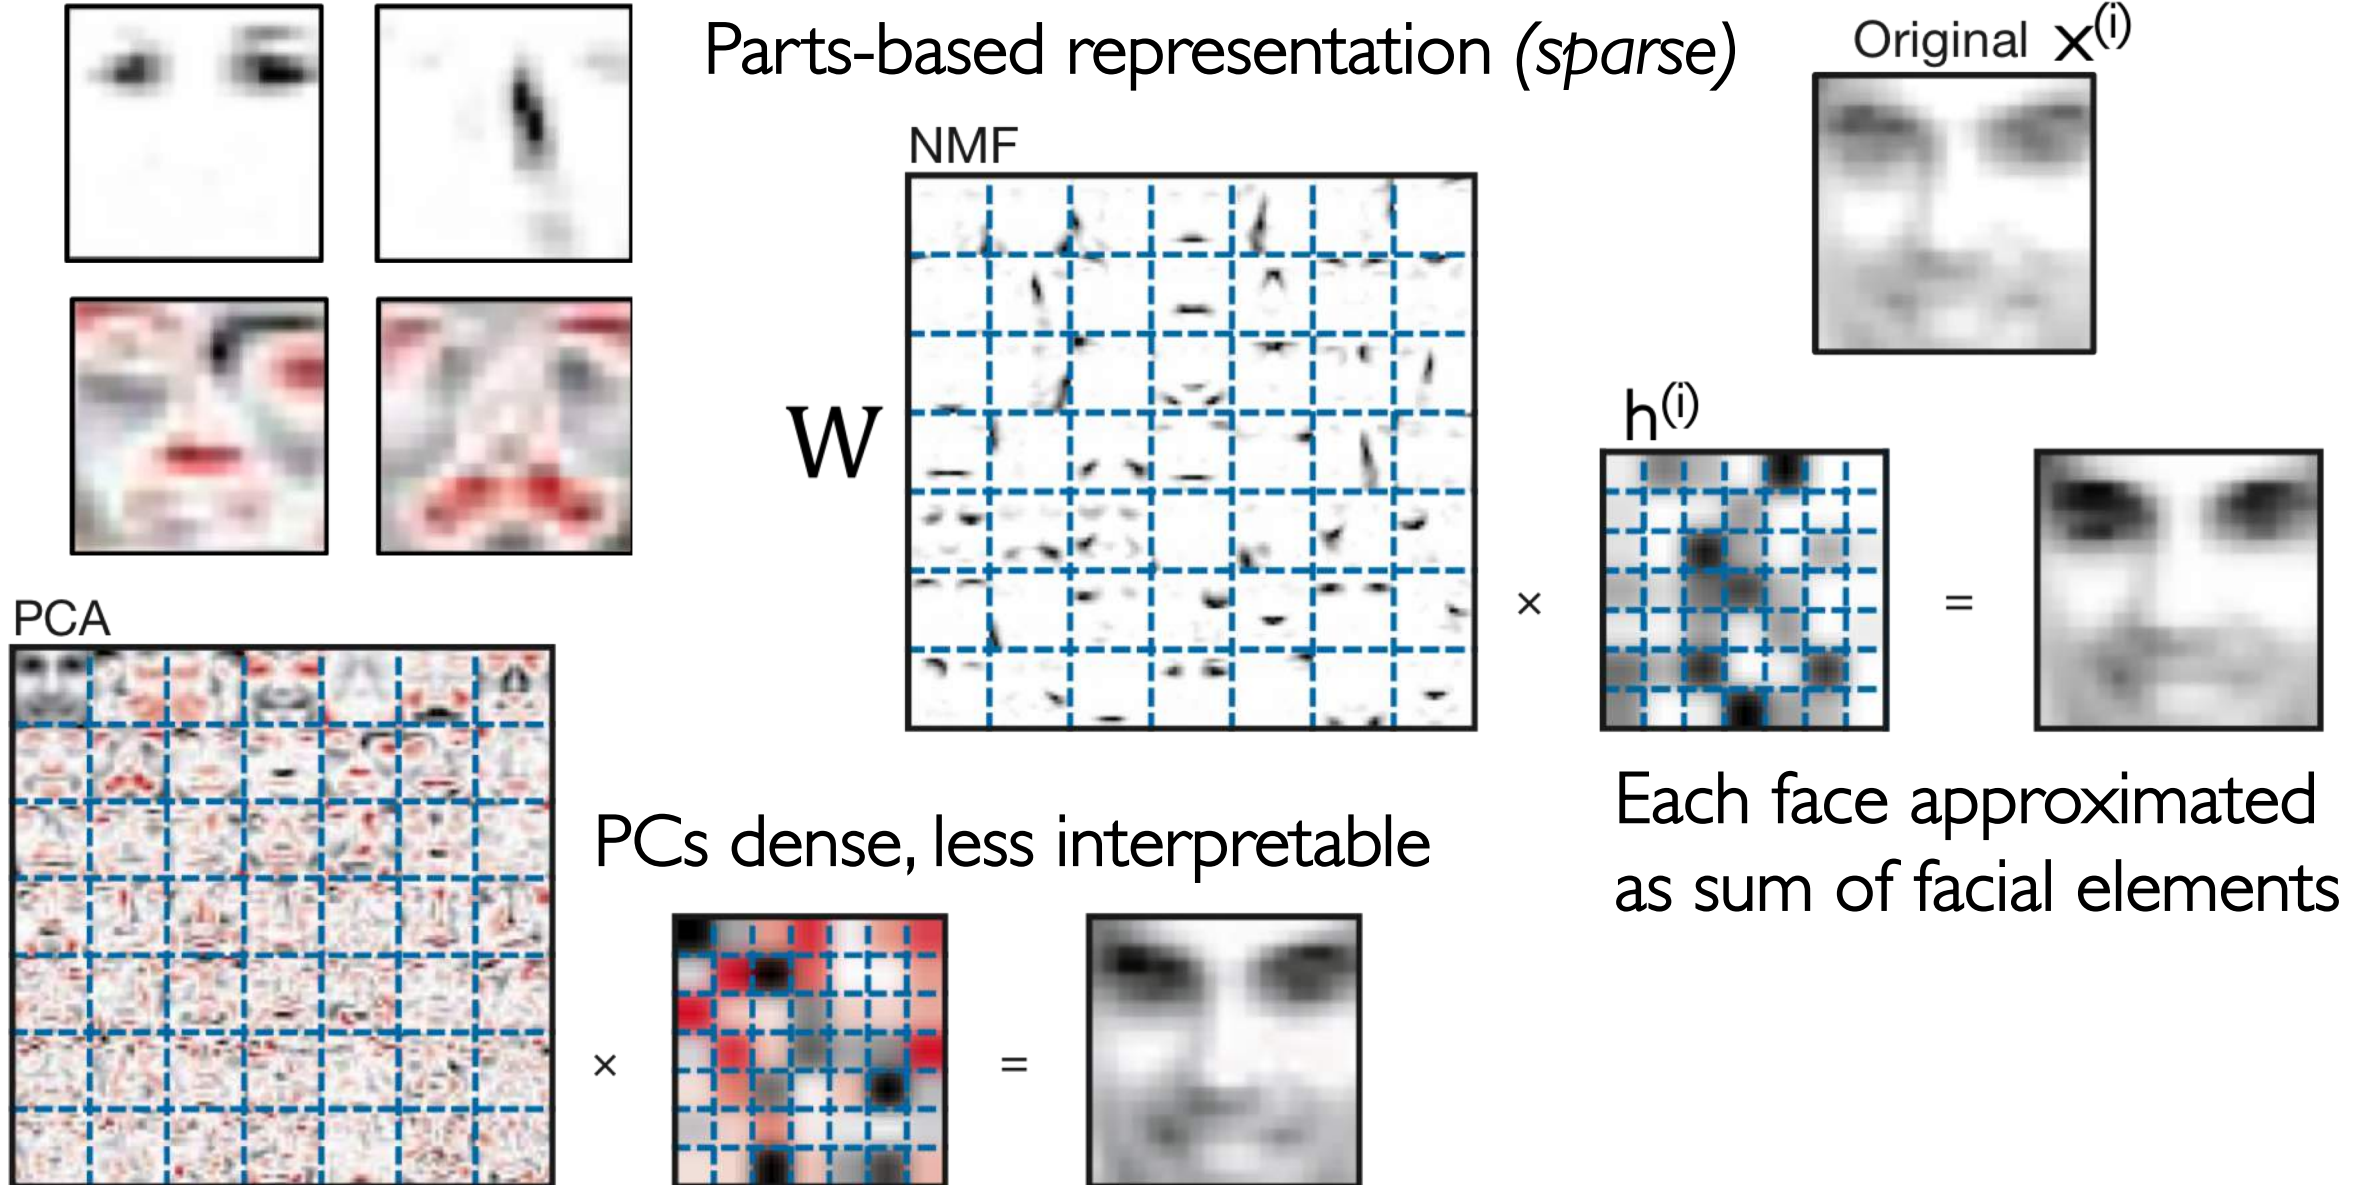 Parts-based representation (sparse)
Original x(i)
NMF
W
h(i)
×
=
Each face approximated
as sum of facial elements
PCA
PCs dense, less interpretable
×
=